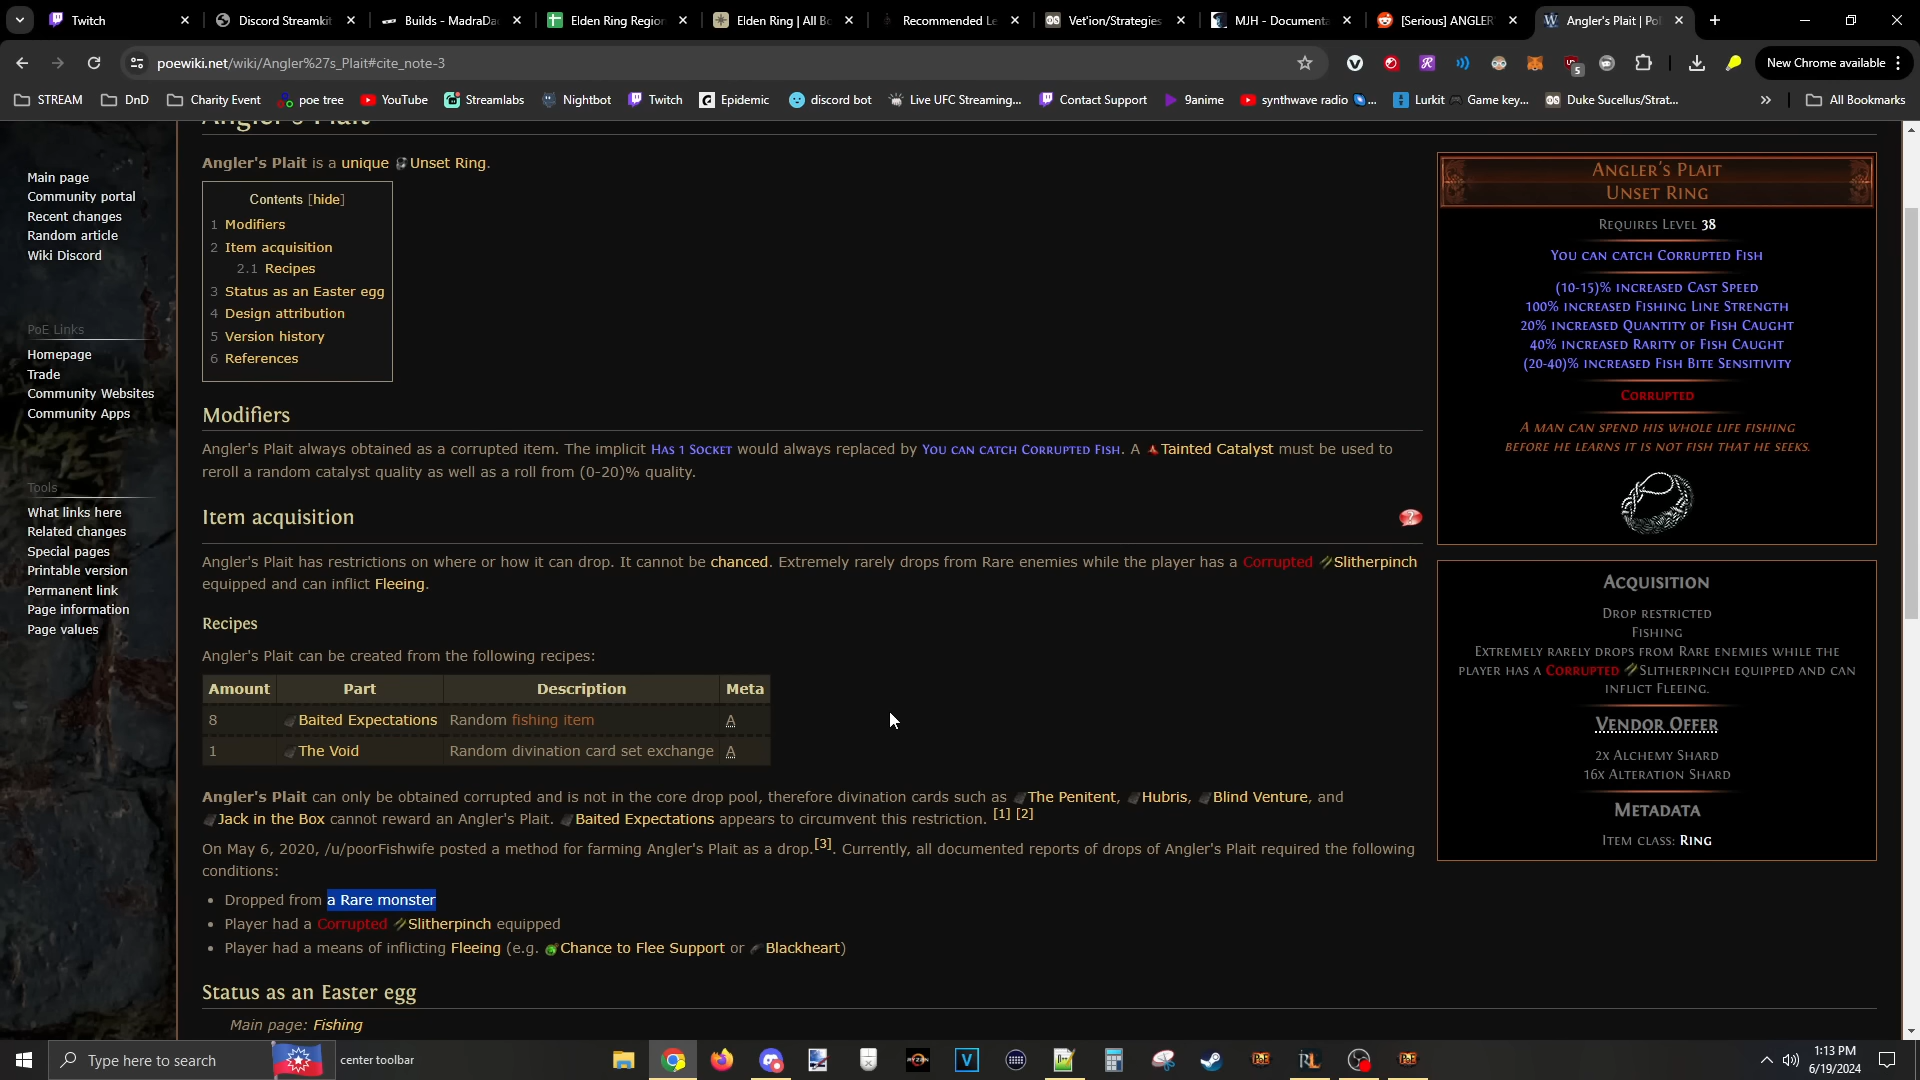 Twitch
Discord Streamkit
Builds - MadraDa
Elden Ring Region
Elden Ring | All Bo
Recommended Le
Vet'ion/Strategies
MJH - Documenta
[Serious] ANGLER
Angler's Plait | Po
poewiki.net/wiki/Angler%27s_Plait#cite_note-3
5
New Chrome available
STREAM
DnD
Charity Event
poe tree
YouTube
Streamlabs
Nightbot
Twitch
Epidemic
discord bot
Live UFC Streaming...
Contact Support
9anime
synthwave radio ...
Lurkit Game key...
Duke Sucellus/Strat...
All Bookmarks
Angler's Plait
Main page
Community portal
Recent changes
Random article
Wiki Discord
PoE Links
Homepage
Trade
Community Websites
Community Apps
Tools
What links here
Related changes
Special pages
Printable version
Permanent link
Page information
Page values
Angler's Plait is a unique Unset Ring.
Contents [hide]
1 Modifiers
2 Item acquisition
2.1 Recipes
3 Status as an Easter egg
4 Design attribution
5 Version history
6 References
Modifiers
Angler's Plait always obtained as a corrupted item. The implicit Has 1 Socket would always replaced by You can catch Corrupted Fish. A Tainted Catalyst must be used to
reroll a random catalyst quality as well as a roll from (0-20)% quality.
Item acquisition
?
Angler's Plait has restrictions on where or how it can drop. It cannot be chanced. Extremely rarely drops from Rare enemies while the player has a Corrupted Slitherpinch
equipped and can inflict Fleeing.
Recipes
Angler's Plait can be created from the following recipes:
Amount Part Description Meta
8 Baited Expectations Random fishing item A
1 The Void Random divination card set exchange A
Angler's Plait can only be obtained corrupted and is not in the core drop pool, therefore divination cards such as The Penitent, Hubris, Blind Venture, and
Jack in the Box cannot reward an Angler's Plait. Baited Expectations appears to circumvent this restriction. [1] [2]
On May 6, 2020, /u/poorFishwife posted a method for farming Angler's Plait as a drop.[3]. Currently, all documented reports of drops of Angler's Plait required the following
conditions:
• Dropped from a Rare monster
• Player had a Corrupted Slitherpinch equipped
• Player had a means of inflicting Fleeing (e.g. Chance to Flee Support or Blackheart)
Status as an Easter egg
Main page: Fishing
Angler's Plait
Unset Ring
Requires Level 38
You can catch Corrupted Fish
(10-15)% increased Cast Speed
100% increased Fishing Line Strength
20% increased Quantity of Fish Caught
40% increased Rarity of Fish Caught
(20-40)% increased Fish Bite Sensitivity
Corrupted
A man can spend his whole life fishing
before he learns it is not fish that he seeks.
Acquisition
Drop restricted
Fishing
Extremely rarely drops from Rare enemies while the
player has a Corrupted Slitherpinch equipped and can
inflict Fleeing.
Vendor Offer
2x Alchemy Shard
16x Alteration Shard
Metadata
Item class: Ring
Type here to search
center toolbar
1:13 PM
6/19/2024